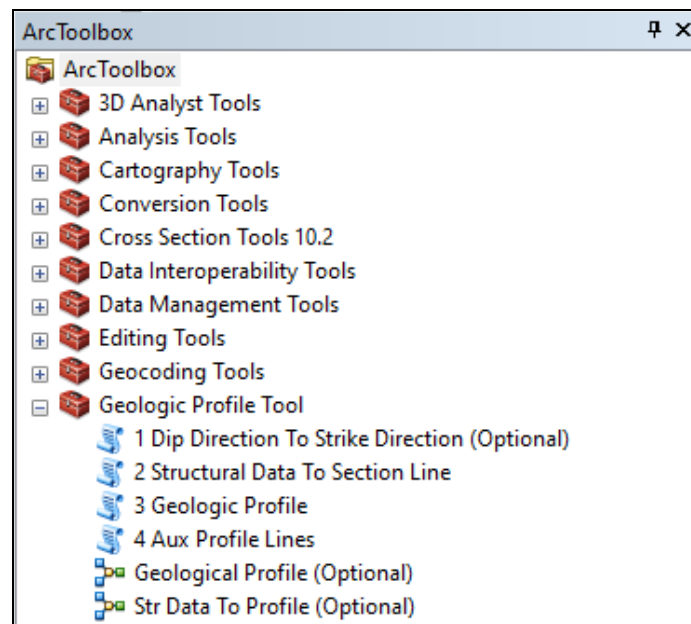 ArcToolbox
ArcToolbox
3D Analyst Tools
Analysis Tools
Cartography Tools
Conversion Tools
Cross Section Tools 10.2
Data Interoperability Tools
Data Management Tools
Editing Tools
Geocoding Tools
Geologic Profile Tool
1 Dip Direction To Strike Direction (Optional)
2 Structural Data To Section Line
3 Geologic Profile
4 Aux Profile Lines
Geological Profile (Optional)
Str Data To Profile (Optional)